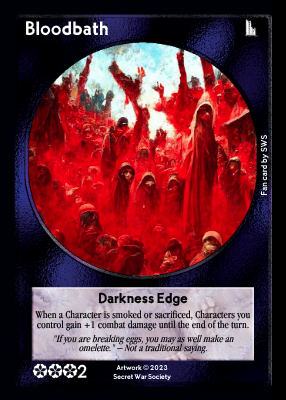 Bloodbath
Fan card by SWS
Darkness Edge
When a Character is smoked or sacrificed, Characters you
control gain +1 combat damage until the end of the turn.
"If you are breaking eggs, you may as well make an
omelette." – Not a traditional saying.
2
Artwork © 2023
Secret War Society